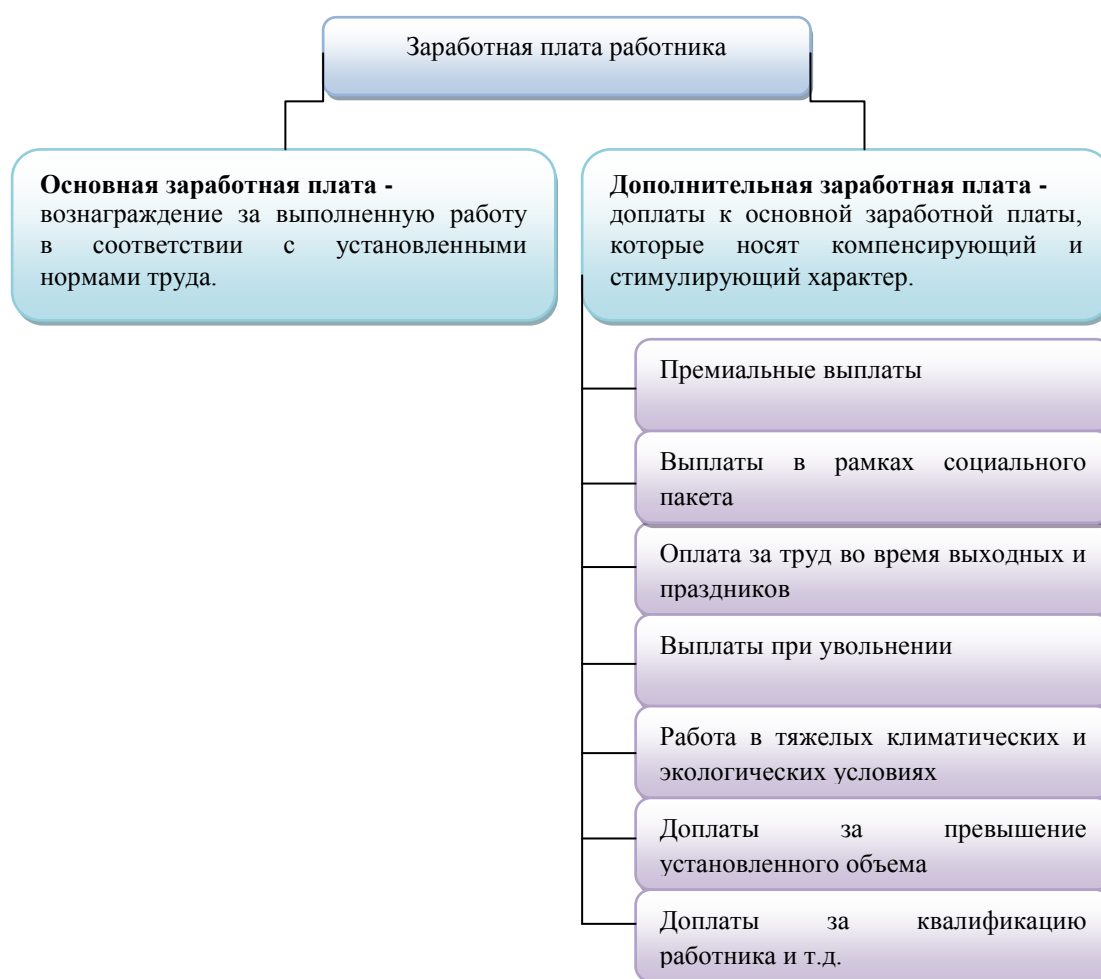 Заработная плата работника
Основная заработная плата -
вознаграждение за выполненную работу
в соответствии с установленными
нормами труда.
Дополнительная заработная плата -
доплаты к основной заработной платы,
которые носят компенсирующий и
стимулирующий характер.
Премиальные выплаты
Выплаты в рамках социального
пакета
Оплата за труд во время выходных и
праздников
Выплаты при увольнении
Работа в тяжелых климатических и
экологических условиях
Доплаты за превышение
установленного объема
Доплаты за квалификацию
работника и т.д.